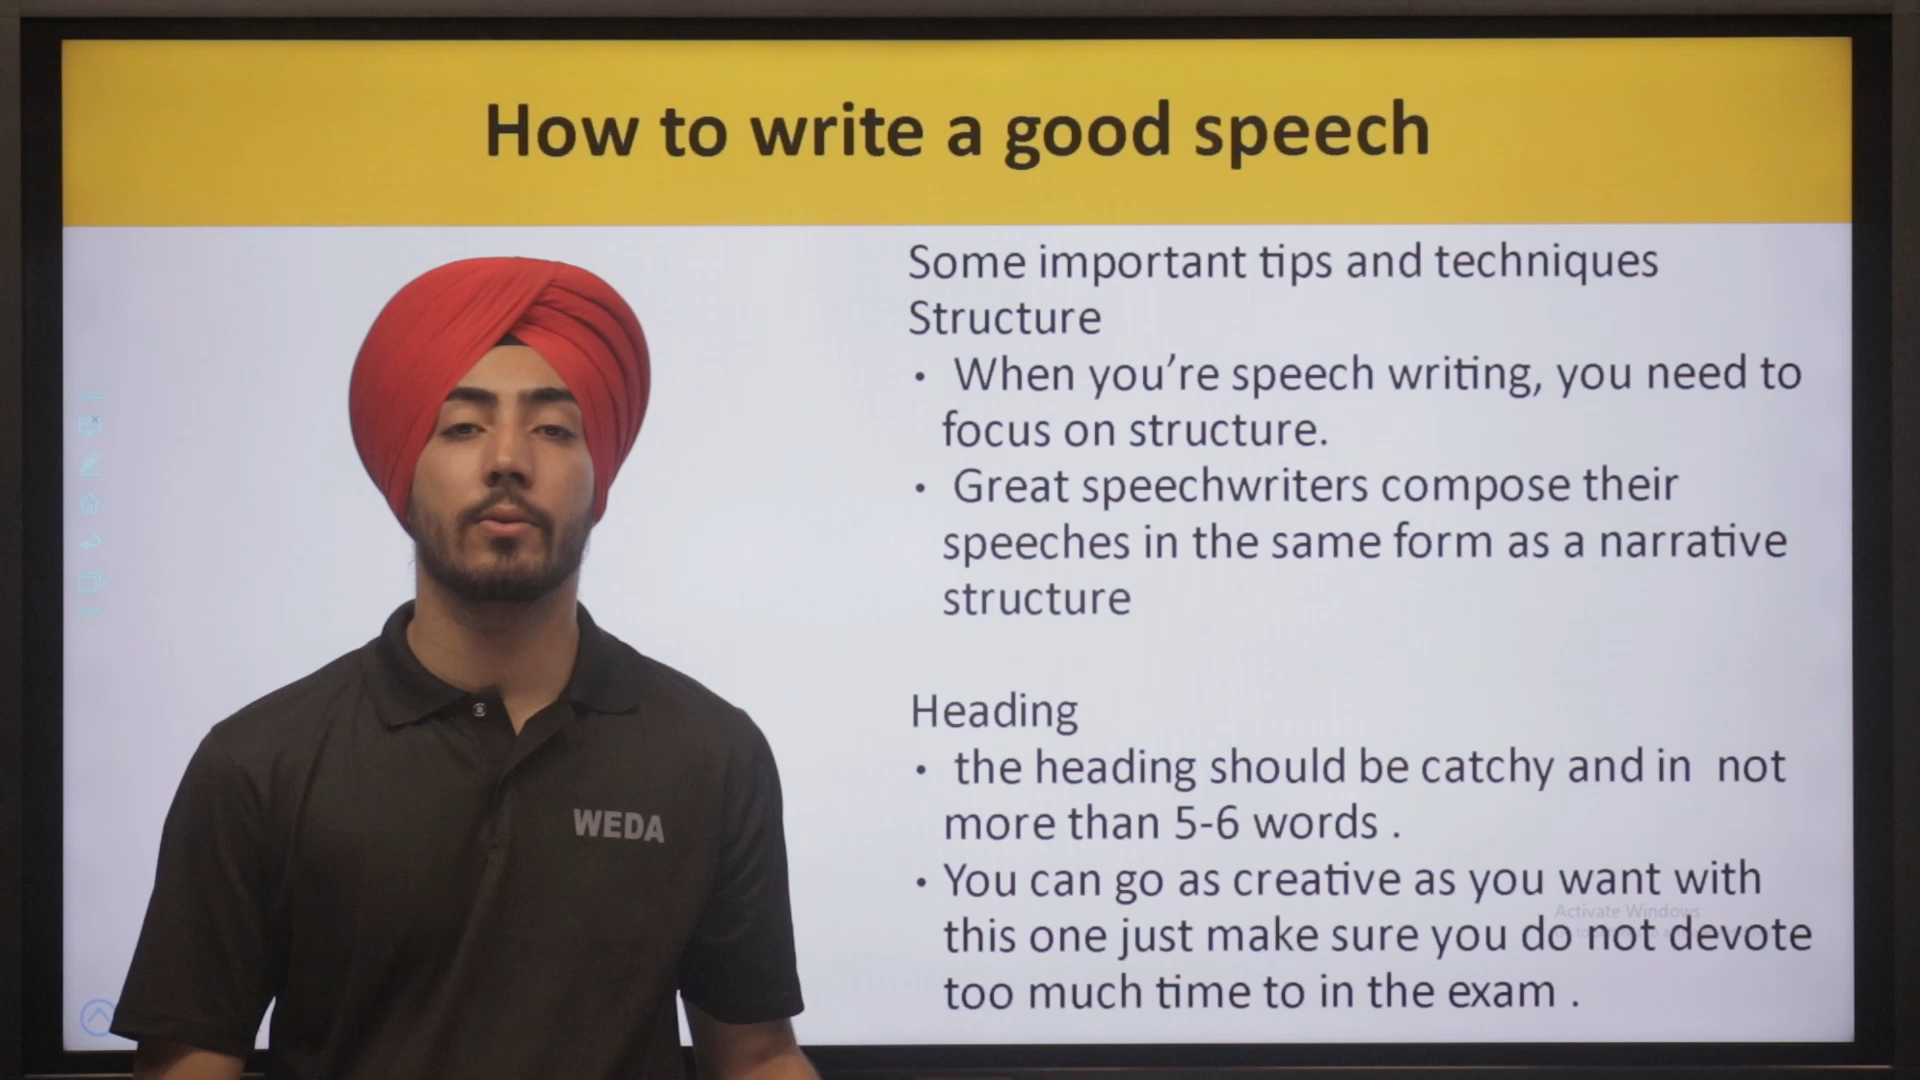 How to write a good speech
Some important tips and techniques
Structure
• When you’re speech writing, you need to
focus on structure.
• Great speechwriters compose their
speeches in the same form as a narrative
structure
Heading
• the heading should be catchy and in  not
more than 5-6 words .
• You can go as creative as you want with
this one just make sure you do not devote
too much time to in the exam .
WEDA
Activate Windows